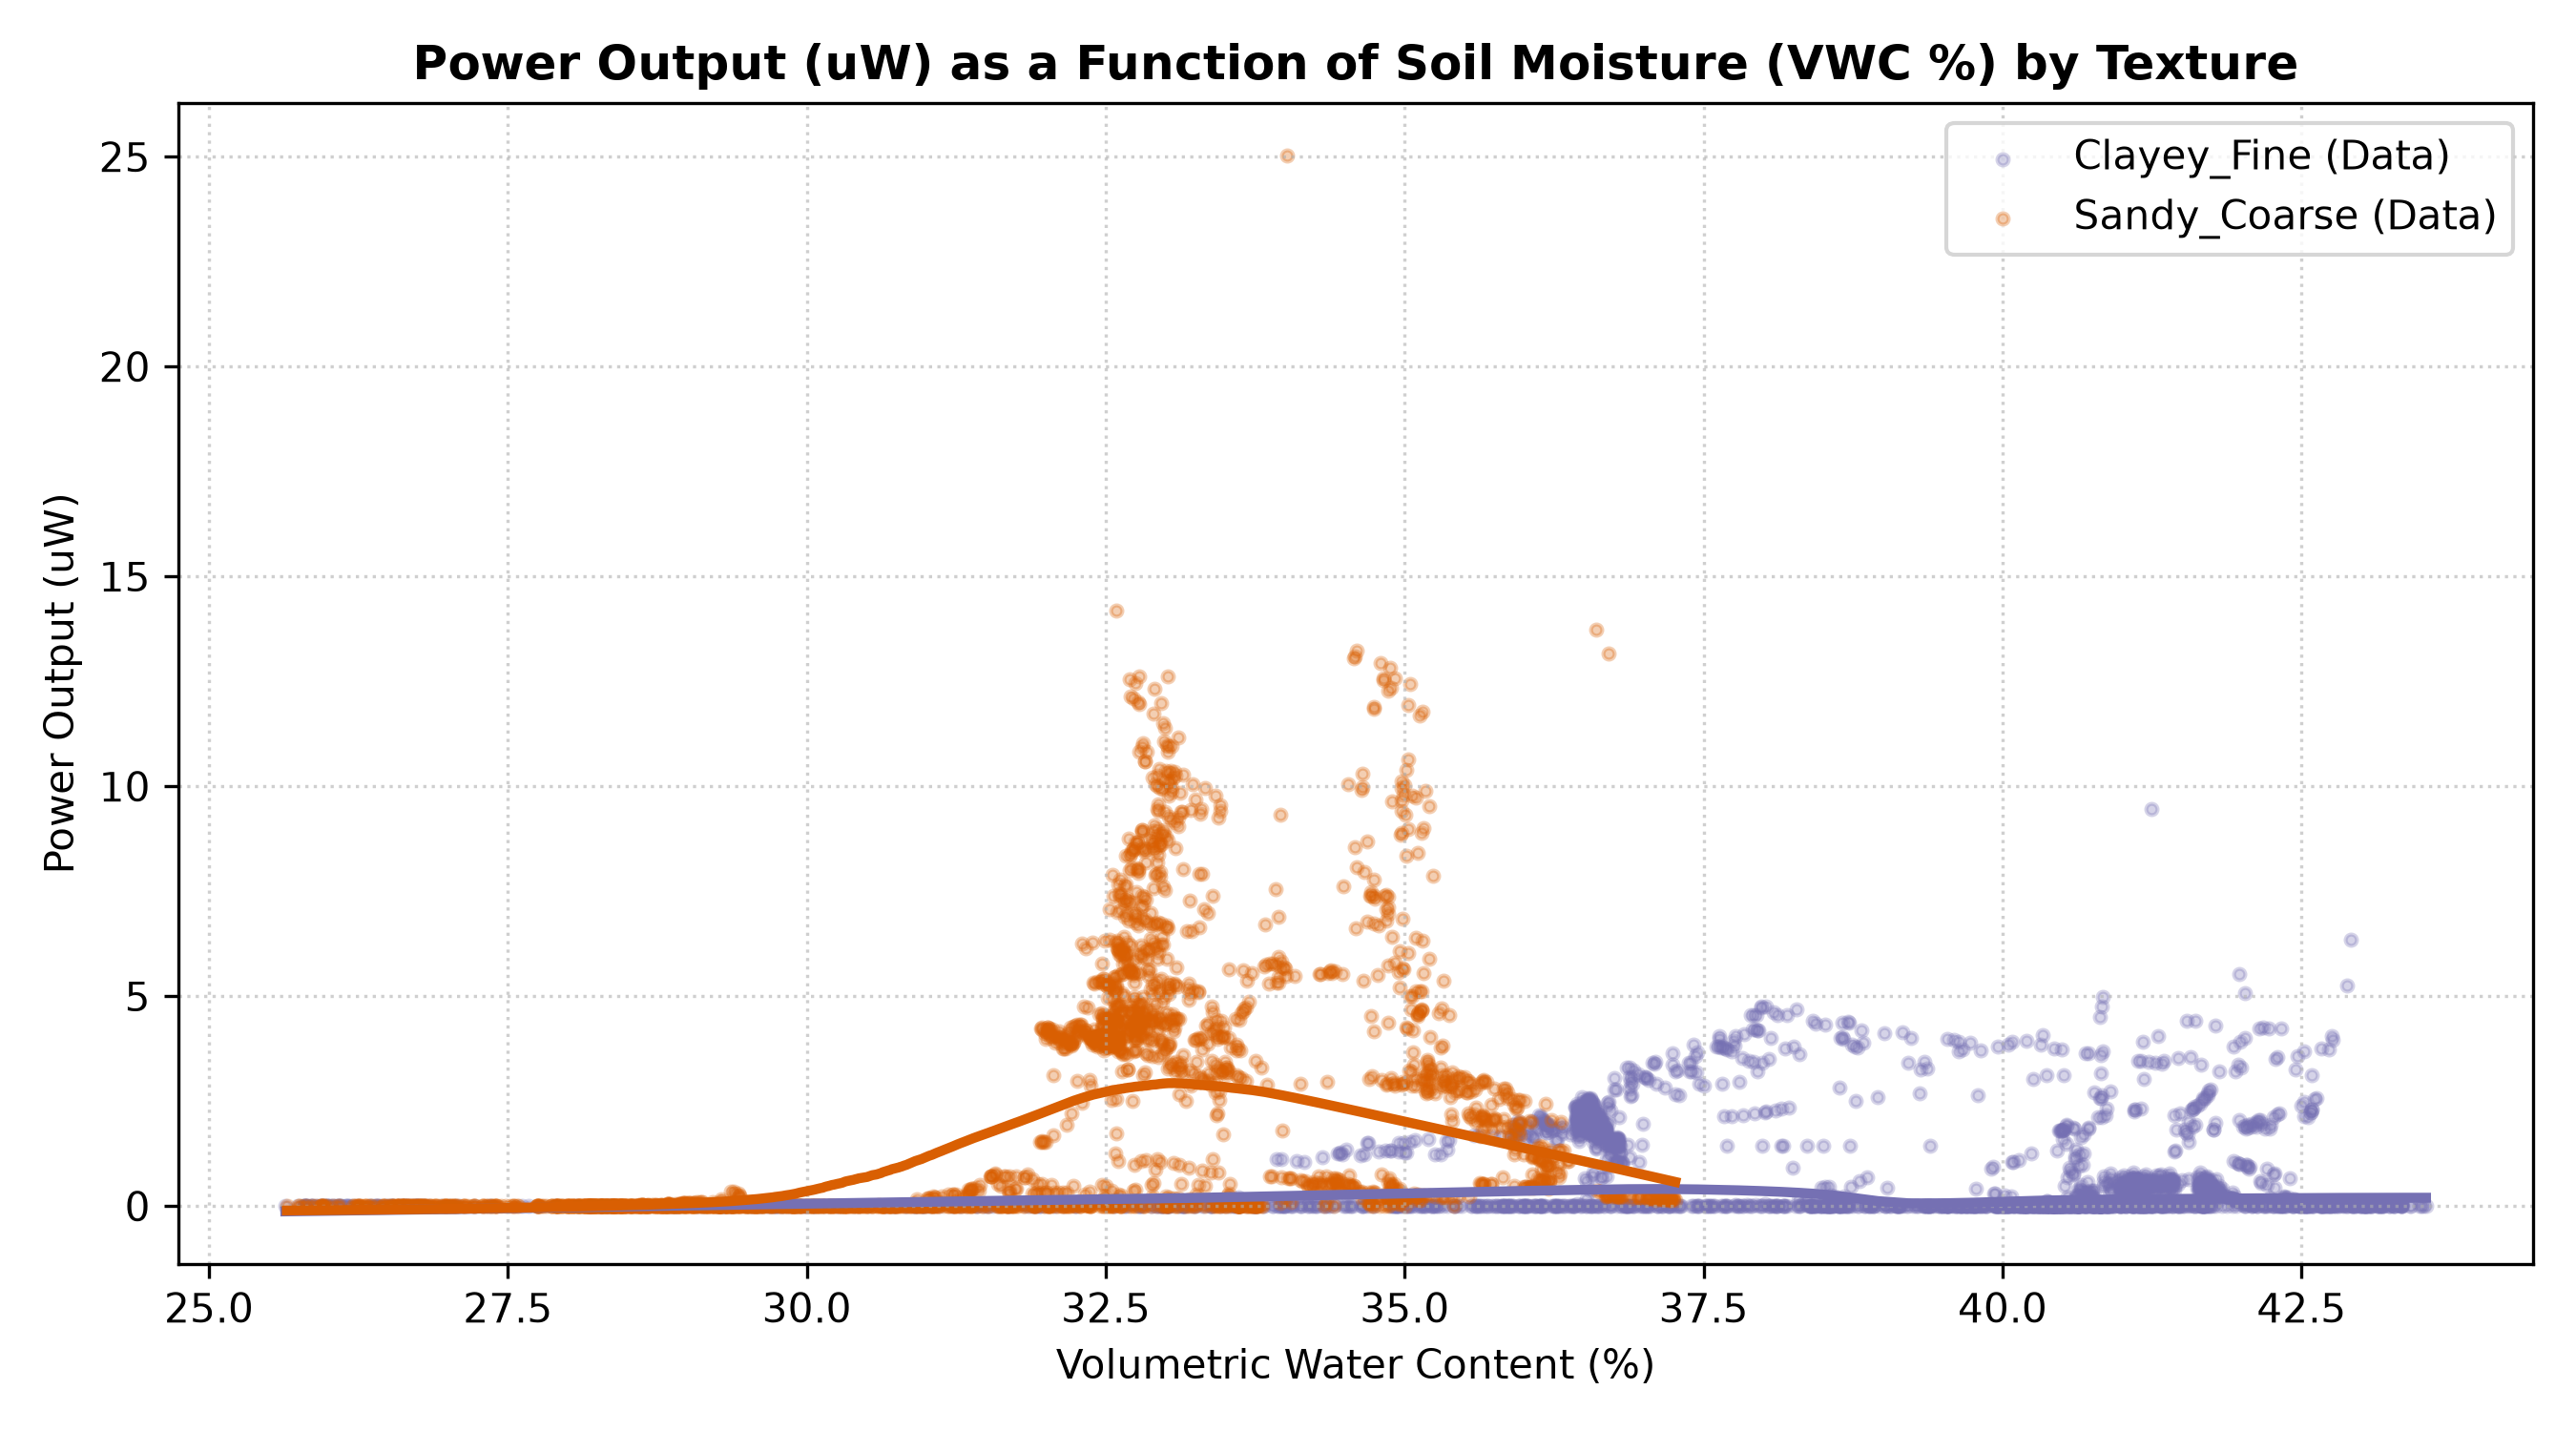 Power Output (uW) as a Function of Soil Moisture (VWC %) by Texture
Clayey_Fine (Data)
Sandy_Coarse (Data)
Power Output (uW)
25
20
15
10
5
0
25.0 27.5 30.0 32.5 35.0 37.5 40.0 42.5
Volumetric Water Content (%)